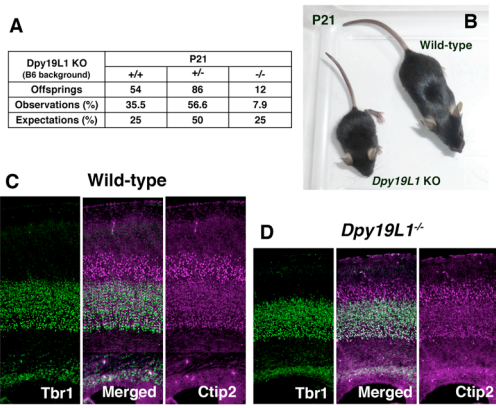 A
Dpy19L1 KO
(B6 background)
P21
+/+ +/- -/-
Offsprings 54 86 12
Observations (%) 35.5 56.6 7.9
Expectations (%) 25 50 25
P21
B
Wild-type
Dpy19L1 KO
C
Wild-type
Tbr1 Merged Ctip2
D
Dpy19L1-/-
Tbr1 Merged Ctip2